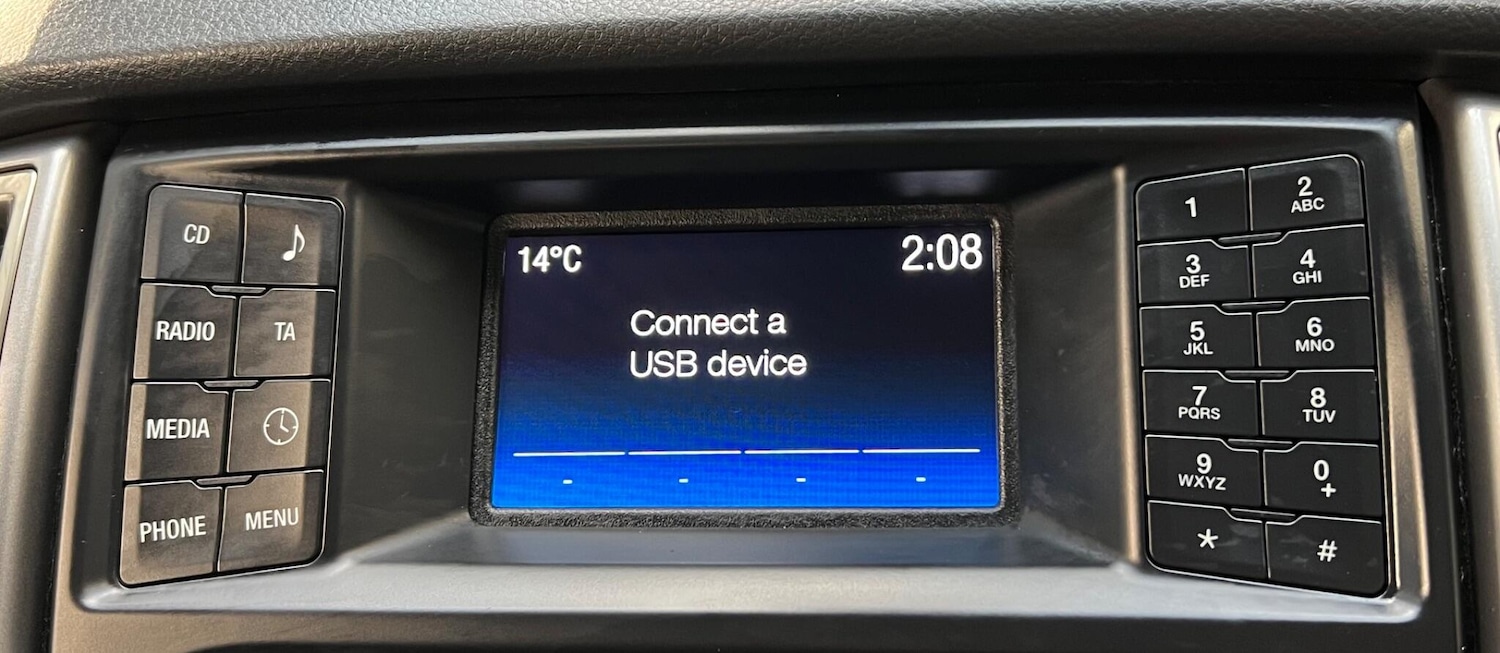 CD
RADIO
TA
MEDIA
PHONE
MENU
14°C
2:08
Connect a
USB device
- - - -
1
2
ABC
3
DEF
4
GHI
5
JKL
6
MNO
7
PQRS
8
TUV
9
WXYZ
0
+
*
#